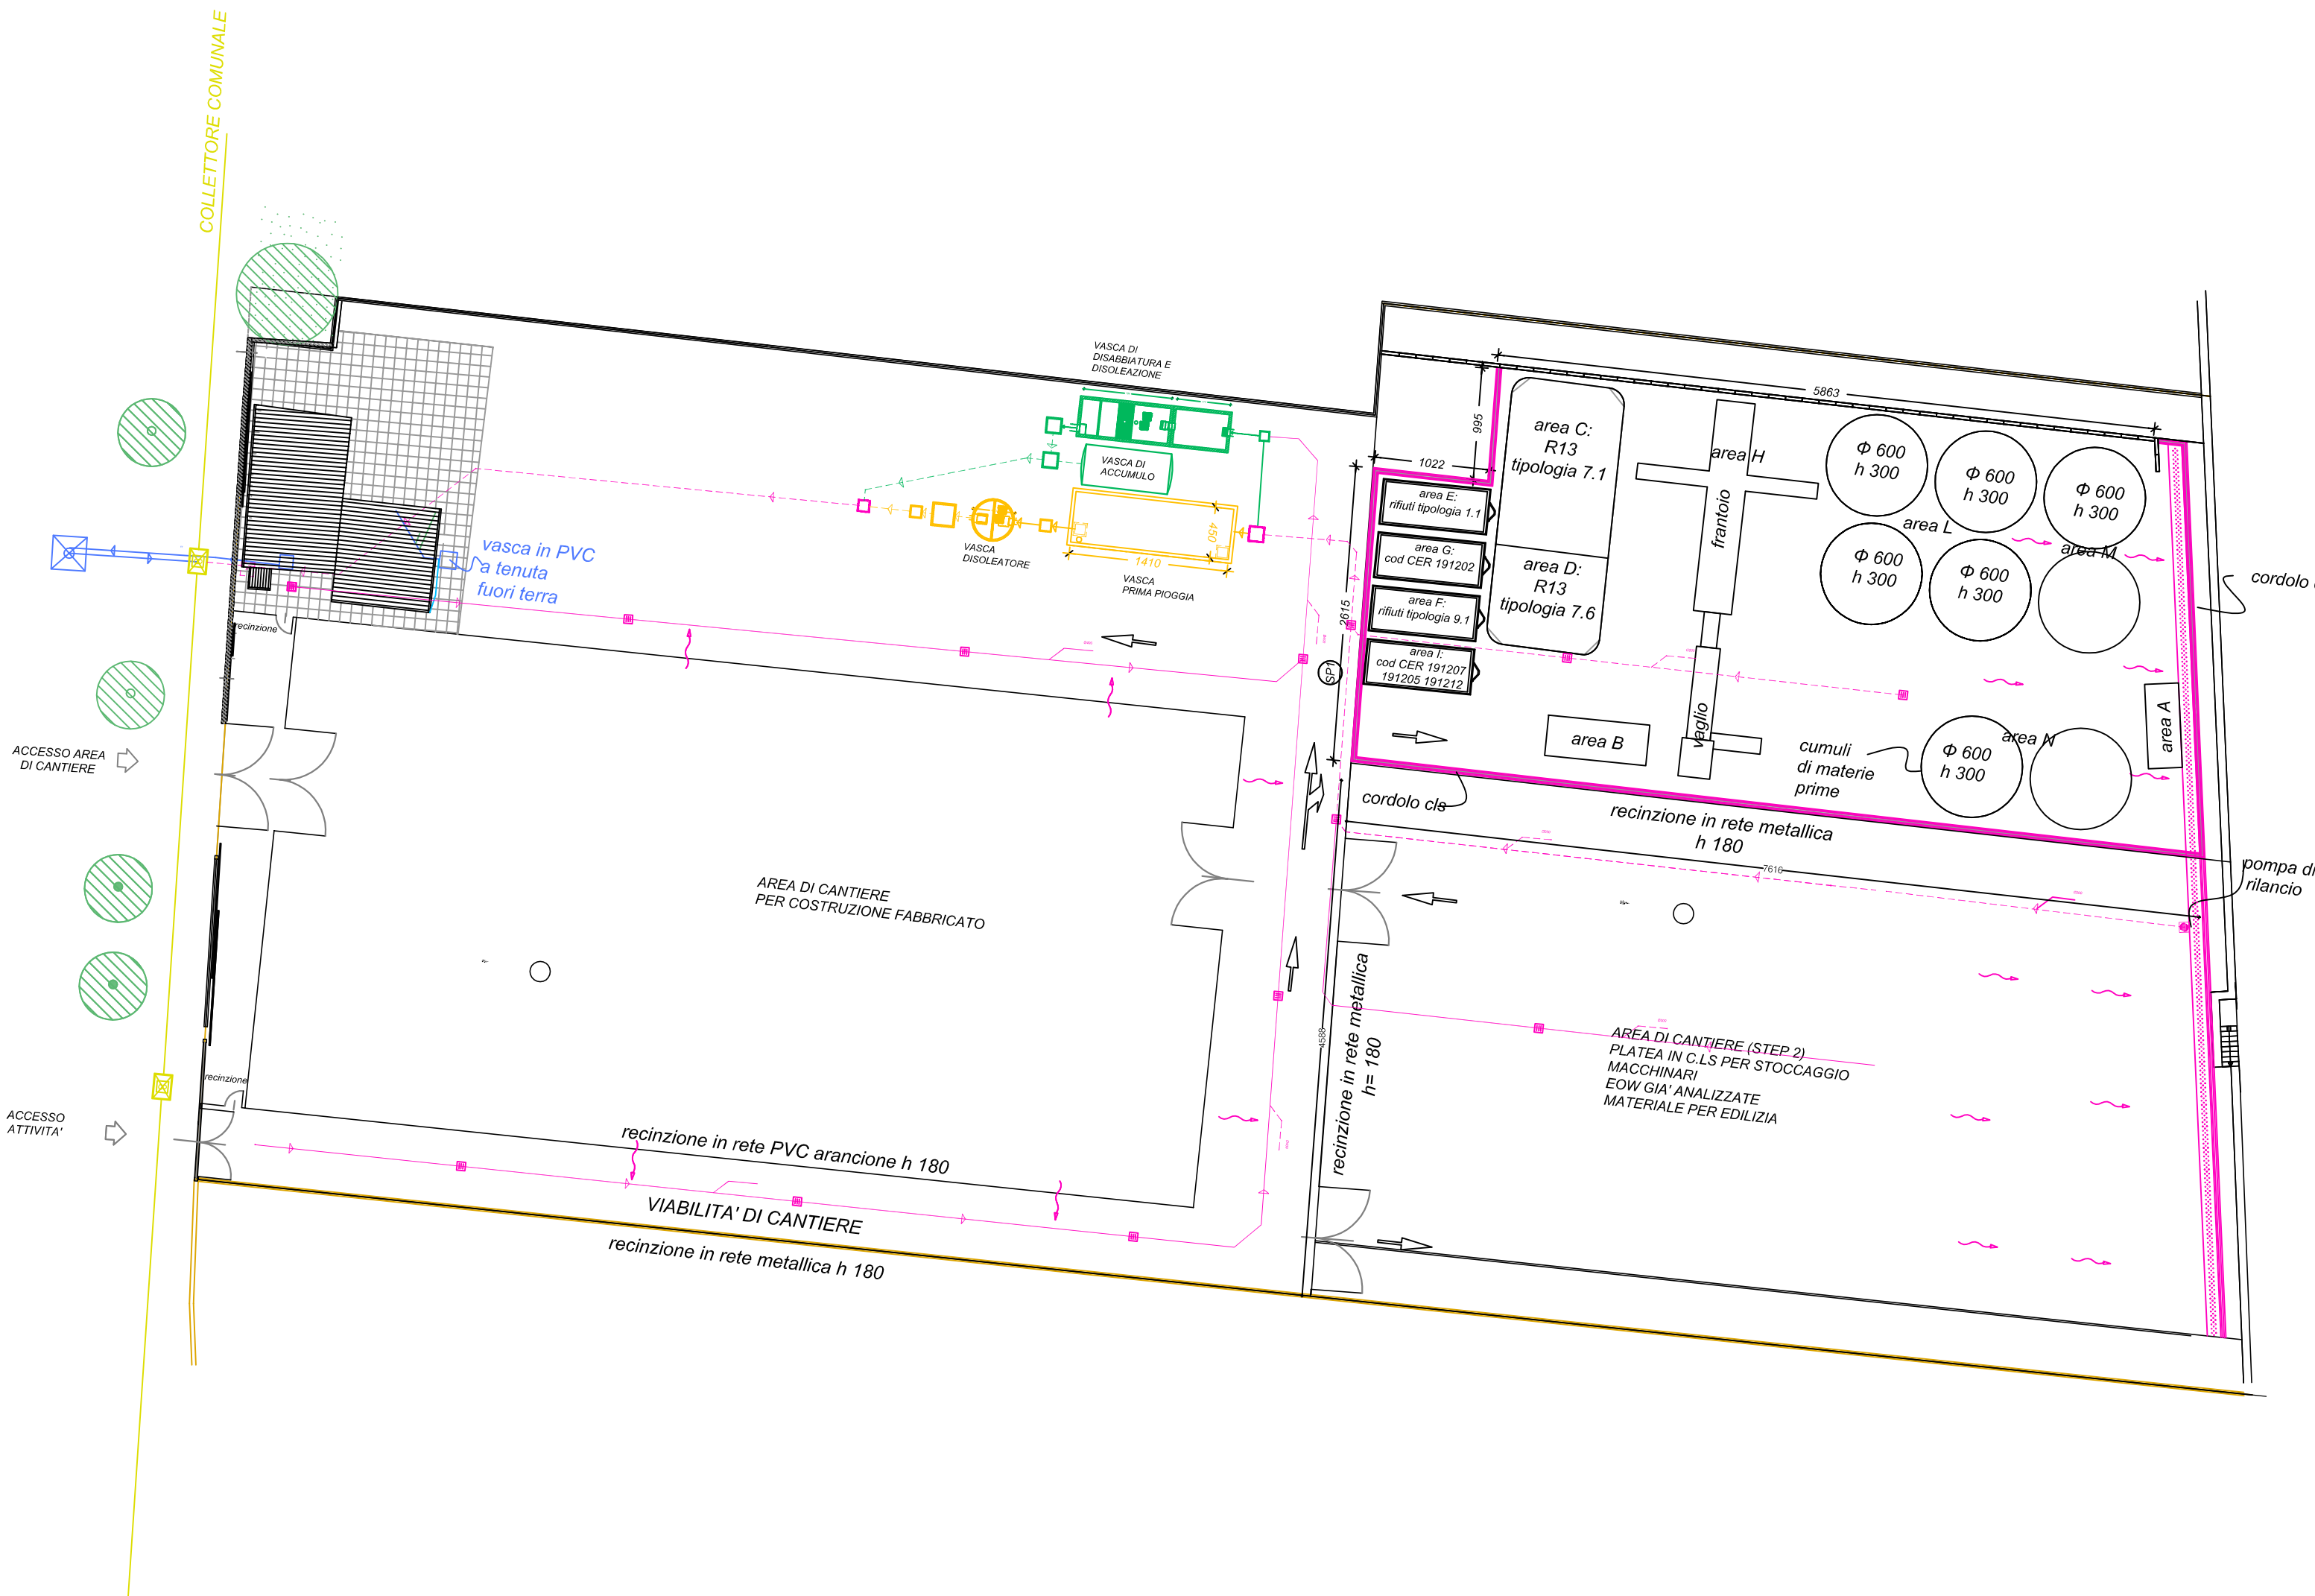 COLLETTORE COMUNALE
VASCA DI
DISABBIATURA E
DISOLEAZIONE
VASCA DI
ACCUMULO
450
1410
VASCA
DISOLEATORE
VASCA
PRIMA PIOGGIA
vasca in PVC
a tenuta
fuori terra
recinzione
ACCESSO AREA
DI CANTIERE
recinzione
ACCESSO
ATTIVITA'
AREA DI CANTIERE
PER COSTRUZIONE FABBRICATO
recinzione in rete PVC arancione h 180
VIABILITA' DI CANTIERE
recinzione in rete metallica h 180
5863
995
1022
2615
SP1
area C:
R13
tipologia 7.1
area D:
R13
tipologia 7.6
area E:
rifiuti tipologia 1.1
area G:
cod CER 191202
area F:
rifiuti tipologia 9.1
area I:
cod CER 191207
191205 191212
area H
frantoio
vaglio
area B
Φ 600
h 300
Φ 600
h 300
Φ 600
h 300
area L
area M
Φ 600
h 300
Φ 600
h 300
area A
area N
Φ 600
h 300
cumuli
di materie
prime
cordolo
cordolo cls
recinzione in rete metallica
h 180
7616
pompa di
rilancio
4588
recinzione in rete metallica
h= 180
AREA DI CANTIERE (STEP 2)
PLATEA IN C.LS PER STOCCAGGIO
MACCHINARI
EOW GIA' ANALIZZATE
MATERIALE PER EDILIZIA